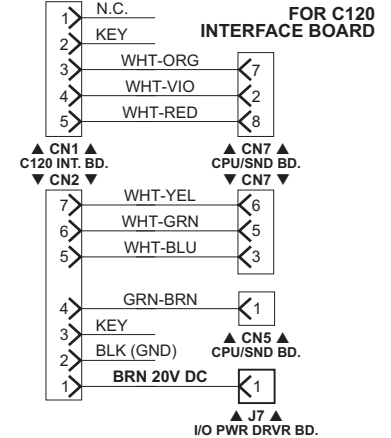 FOR C120
INTERFACE BOARD
1 N.C.
2 KEY
3 WHT-ORG 7
4 WHT-VIO 2
5 WHT-RED 8
▲ CN1 ▲ ▲ CN7 ▲
C120 INT. BD. CPU/SND BD.
▼ CN2 ▼ ▼ CN7 ▼
7 WHT-YEL 6
6 WHT-GRN 5
5 WHT-BLU 3
4 GRN-BRN 1
3 KEY
▲ CN5 ▲
2 BLK (GND) CPU/SND BD.
1 BRN 20V DC 1
▲ J7 ▲
I/O PWR DRVR BD.